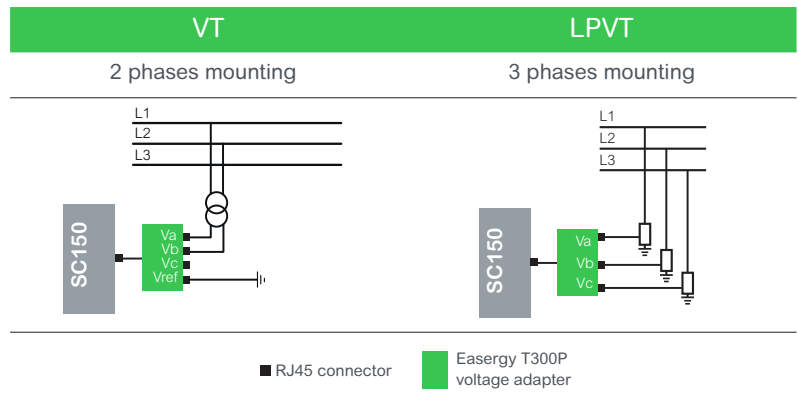 VT
LPVT
2 phases mounting
3 phases mounting
L1
L2
L3
SC150
Va
Vb
Vc
Vref
L1
L2
L3
SC150
Va
Vb
Vc
RJ45 connector
Easergy T300P
voltage adapter